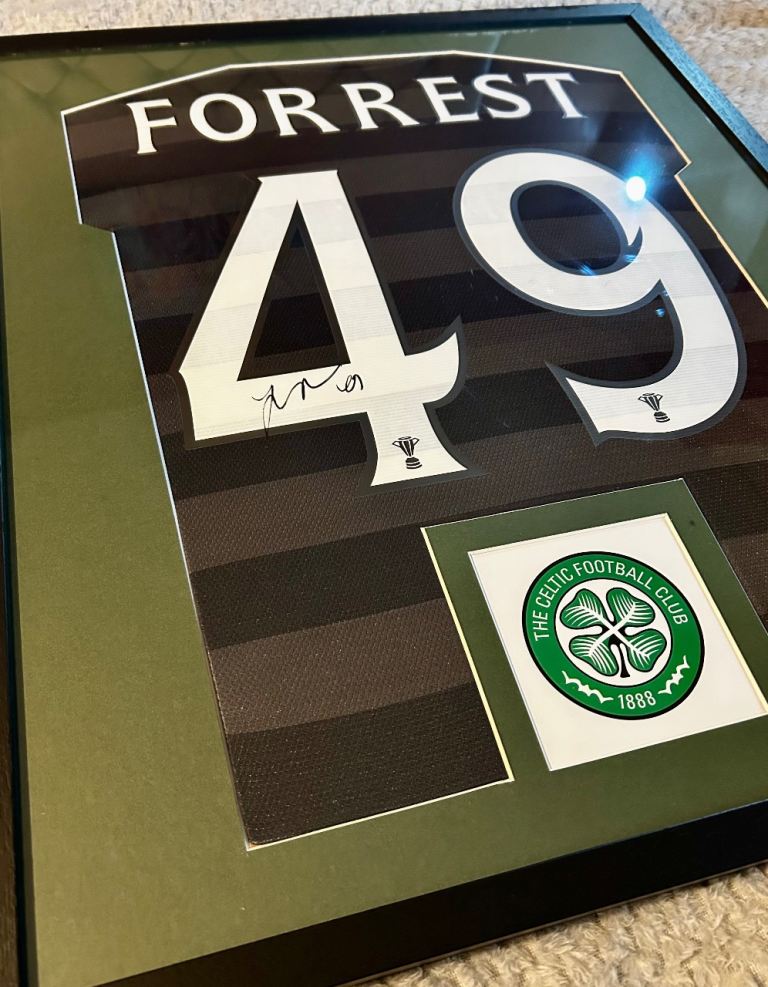 FORREST
49
THE CELTIC FOOTBALL CLUB
1888